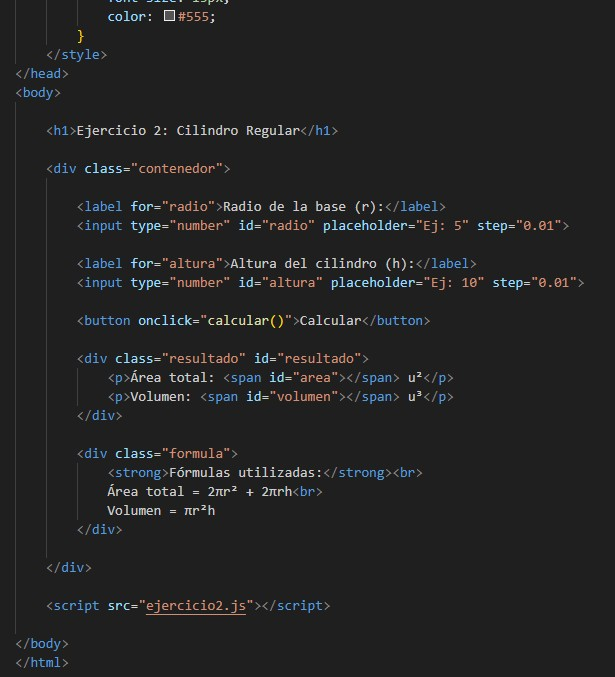 color: #555;
}
</style>
</head>
<body>
<h1>Ejercicio 2: Cilindro Regular</h1>
<div class="contenedor">
<label for="radio">Radio de la base (r):</label>
<input type="number" id="radio" placeholder="Ej: 5" step="0.01">
<label for="altura">Altura del cilindro (h):</label>
<input type="number" id="altura" placeholder="Ej: 10" step="0.01">
<button onclick="calcular()">Calcular</button>
<div class="resultado" id="resultado">
<p>Área total: <span id="area"></span> u²</p>
<p>Volumen: <span id="volumen"></span> u³</p>
</div>
<div class="formula">
<strong>Fórmulas utilizadas:</strong><br>
Área total = 2πr² + 2πrh<br>
Volumen = πr²h
</div>
</div>
<script src="ejercicio2.js"></script>
</body>
</html>